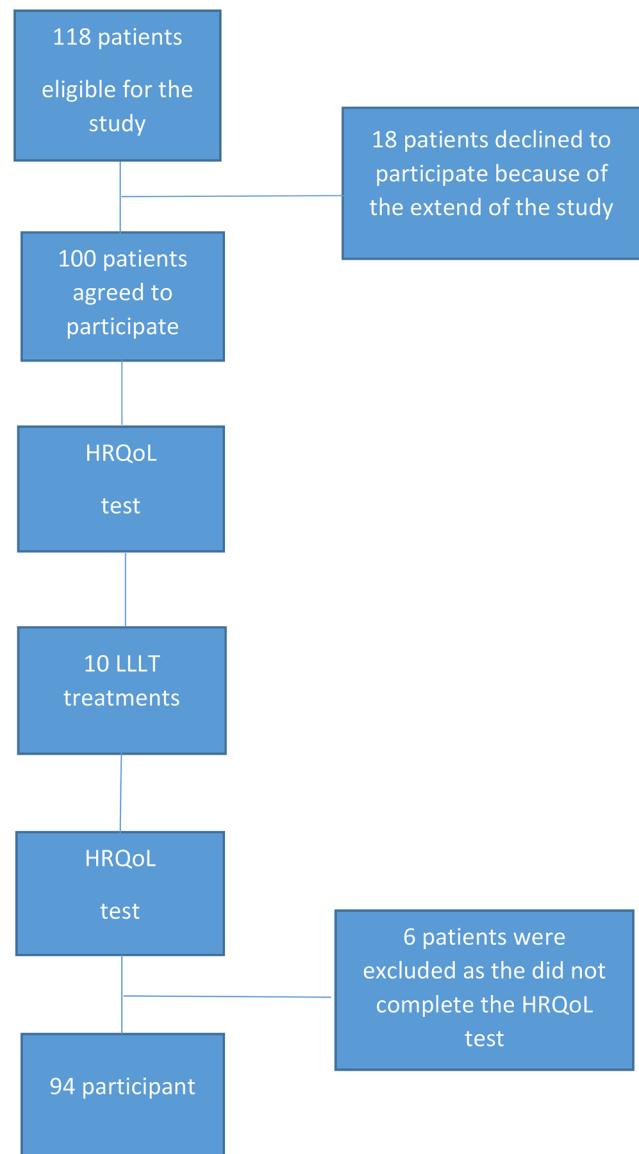 118 patients
eligible for the
study
18 patients declined to
participate because of
the extend of the study
100 patients
agreed to
participate
HRQoL
test
10 LLLT
treatments
HRQoL
test
6 patients were
excluded as the did not
complete the HRQoL
test
94 participant